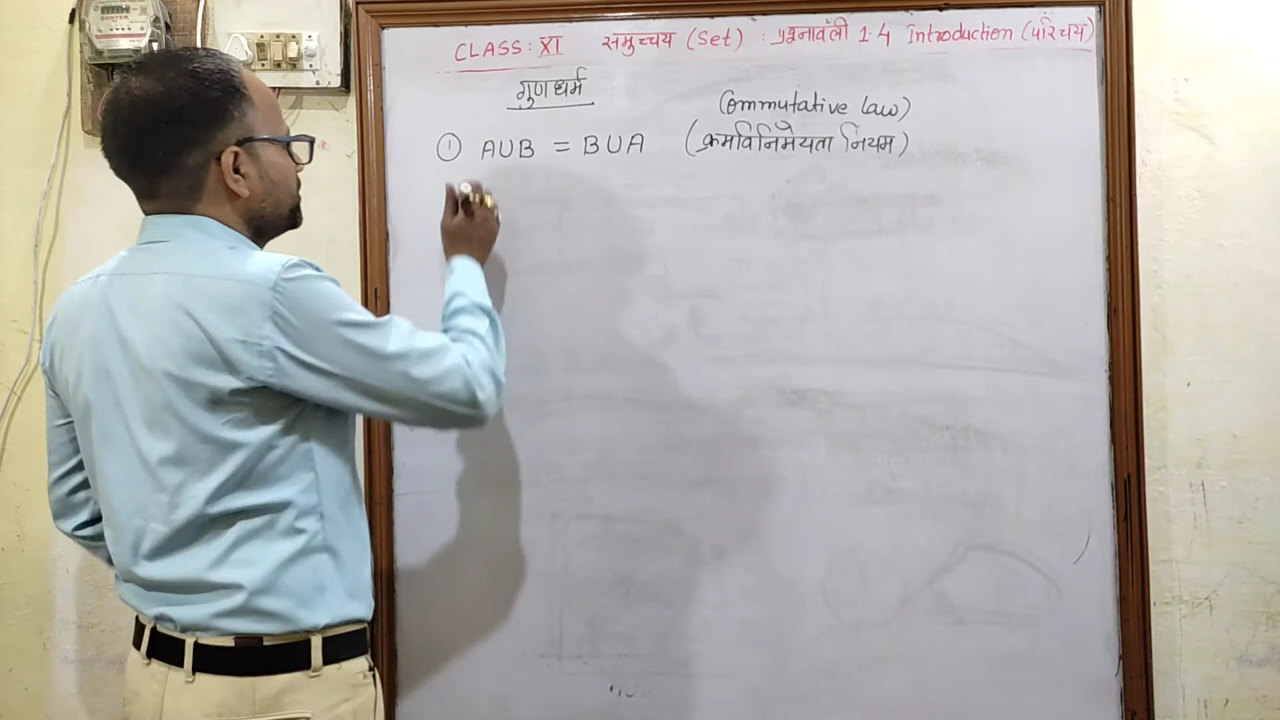 CLASS: XI समुच्चय (Set) : प्रश्नावली 1.4 Introduction (परिचय)
गुणधर्म
(Commutative law)
① AUB = BUA (क्रमविनिमेयता नियम)